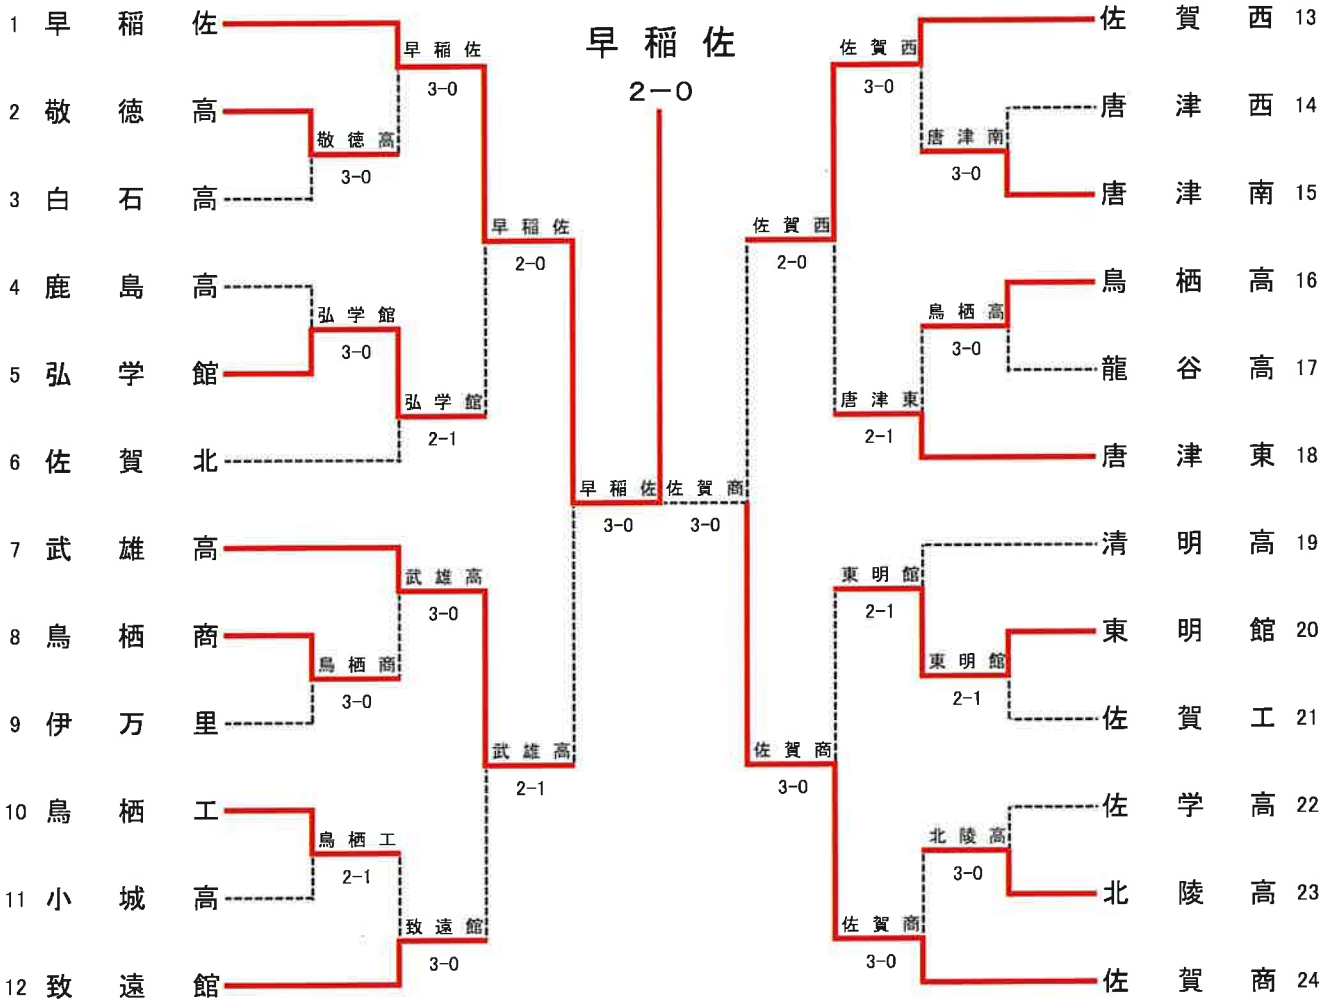 早稲佐
2-0
1 早稲佐
2 敬徳高
3 白石高
4 鹿島高
5 弘学館
6 佐賀北
7 武雄高
8 鳥栖商
9 伊万里
10 鳥栖工
11 小城高
12 致遠館
敬徳高
3-0
弘学館
3-0
鳥栖商
3-0
鳥栖工
2-1
早稲佐
3-0
弘学館
2-1
武雄高
3-0
致遠館
3-0
早稲佐
2-0
武雄高
2-1
早稲佐
3-0
佐賀商
3-0
佐賀西
2-0
佐賀商
3-0
佐賀西
3-0
唐津東
2-1
東明館
2-1
佐賀商
3-0
唐津南
3-0
鳥栖高
3-0
東明館
2-1
北陵高
3-0
佐賀西 13
唐津西 14
唐津南 15
鳥栖高 16
龍谷高 17
唐津東 18
清明高 19
東明館 20
佐賀工 21
佐学高 22
北陵高 23
佐賀商 24